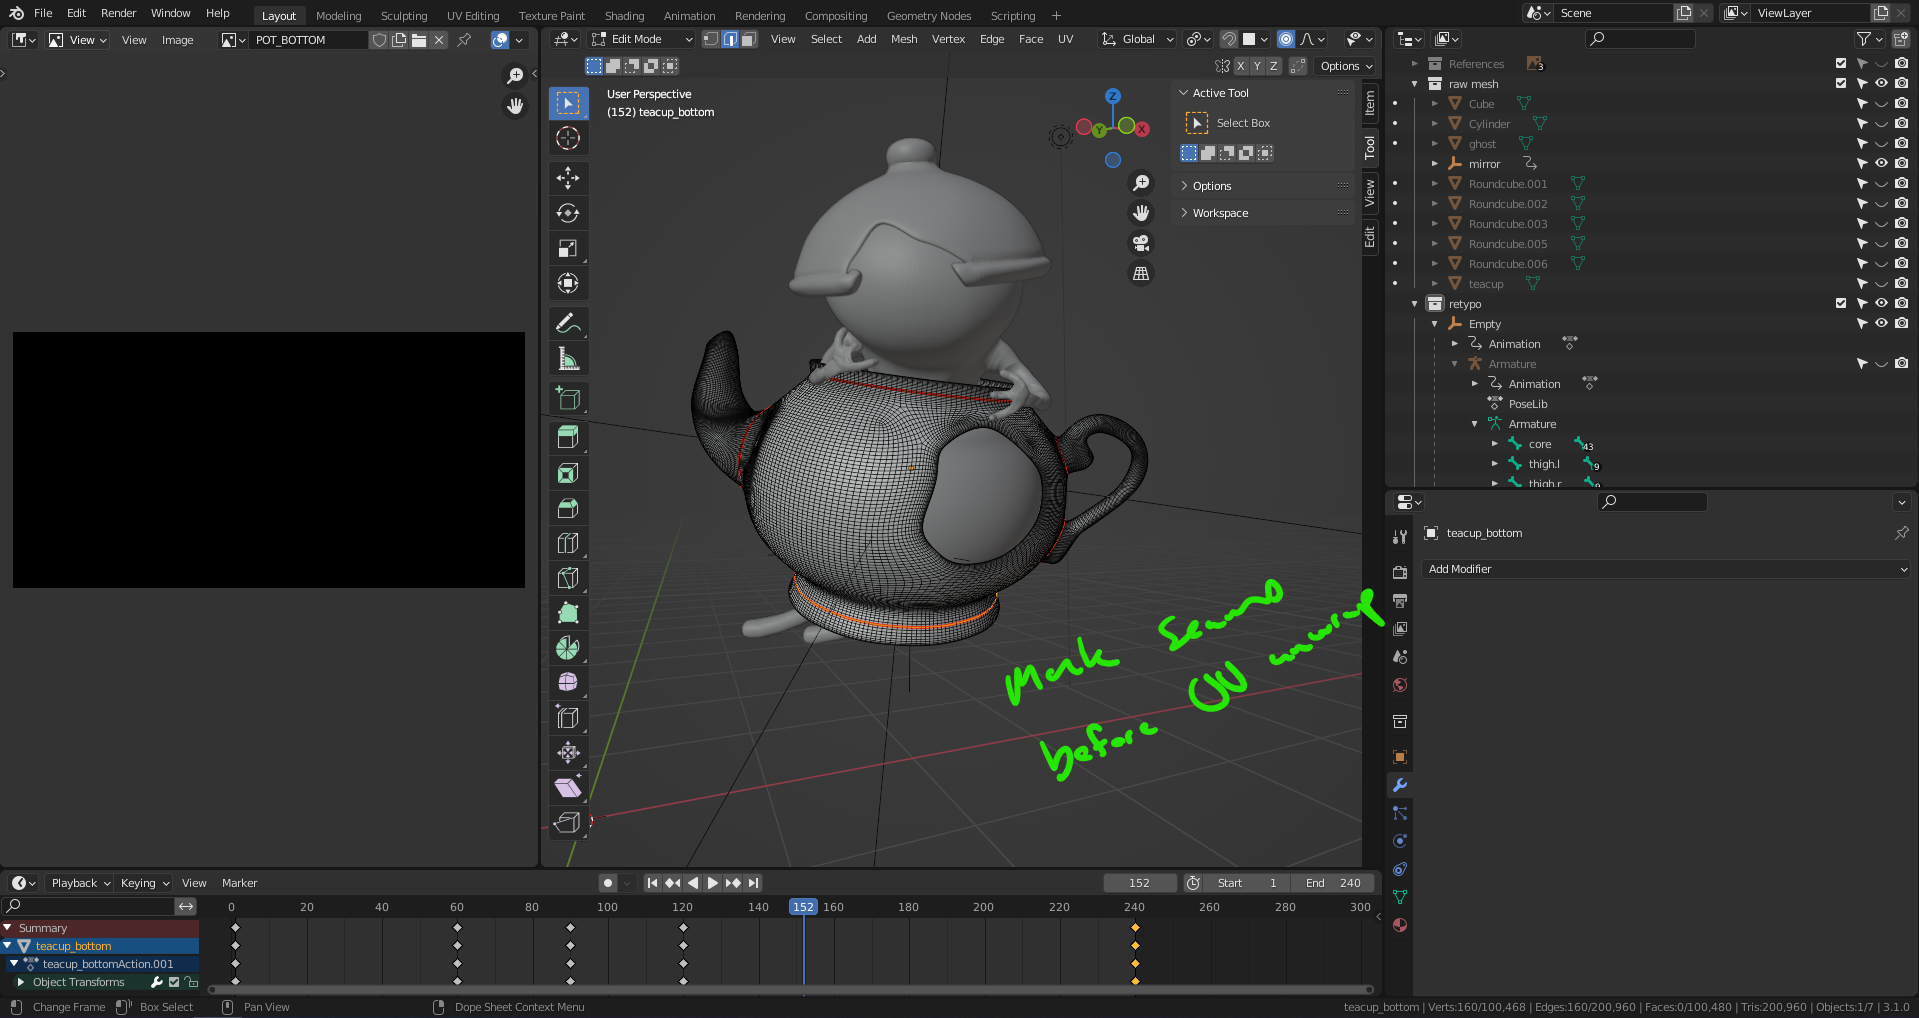 File Edit Render Window Help Layout Modeling Sculpting UV Editing Texture Paint Shading Animation Rendering Compositing Geometry Nodes Scripting + Scene ViewLayer
View View Image POT_BOTTOM Edit Mode View Select Add Mesh Vertex Edge Face UV Global
X Y Z Options
User Perspective
(152) teacup_bottom
Active Tool
Select Box
Options
Workspace
Item
Tool
View
Edit
Z
Y
X
References 3
raw mesh
Cube
Cylinder
ghost
mirror
Roundcube.001
Roundcube.002
Roundcube.003
Roundcube.005
Roundcube.006
teacup
retypo
Empty
Animation
Armature
Animation
PoseLib
Armature
core 43
thigh.l 9
thigh.r 9
teacup_bottom
Add Modifier
Mark Seams
before UV unwrap
Playback Keying View Marker 152 Start 1 End 240
0 20 40 60 80 100 120 140 152 160 180 200 220 240 260 280 300
Summary
teacup_bottom
teacup_bottomAction.001
Object Transforms
Change Frame Box Select Pan View Dope Sheet Context Menu teacup_bottom | Verts:160/100,468 | Edges:160/200,960 | Faces:0/100,480 | Tris:200,960 | Objects:1/7 | 3.1.0